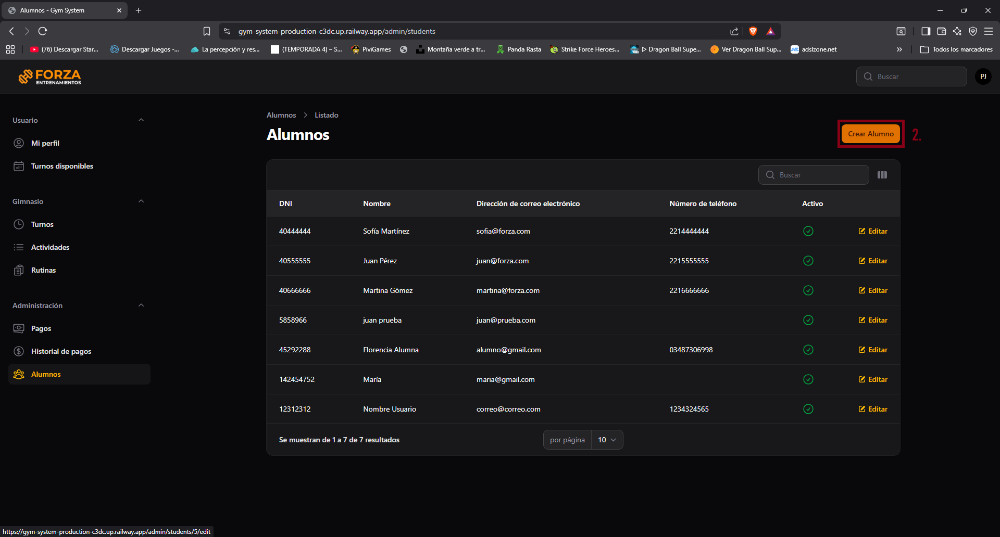 Alumnos - Gym System
gym-system-production-c3dc.up.railway.app/admin/students
(76) Descargar Star...
Descargar Juegos -...
La percepción y res...
(TEMPORADA 4) – S...
PiviGames
Montaña verde a tr...
Panda Rasta
Strike Force Heroes...
ᐅ Dragon Ball Supe...
Ver Dragon Ball Sup...
adslzone.net
»
Todos los marcadores
FORZA
ENTRENAMIENTOS
Buscar
PJ
Usuario
Mi perfil
Turnos disponibles
Gimnasio
Turnos
Actividades
Rutinas
Administración
Pagos
Historial de pagos
Alumnos
Alumnos > Listado
Alumnos
Crear Alumno 2.
Buscar
DNI Nombre Dirección de correo electrónico Número de teléfono Activo
40444444 Sofía Martínez sofia@forza.com 2214444444 Editar
40555555 Juan Pérez juan@forza.com 2215555555 Editar
40666666 Martina Gómez martina@forza.com 2216666666 Editar
5858966 juan prueba juan@prueba.com Editar
45292288 Florencia Alumna alumno@gmail.com 03487306998 Editar
142454752 María maria@gmail.com Editar
12312312 Nombre Usuario correo@correo.com 1234324565 Editar
Se muestran de 1 a 7 de 7 resultados
por página 10
https://gym-system-production-c3dc.up.railway.app/admin/students/5/edit